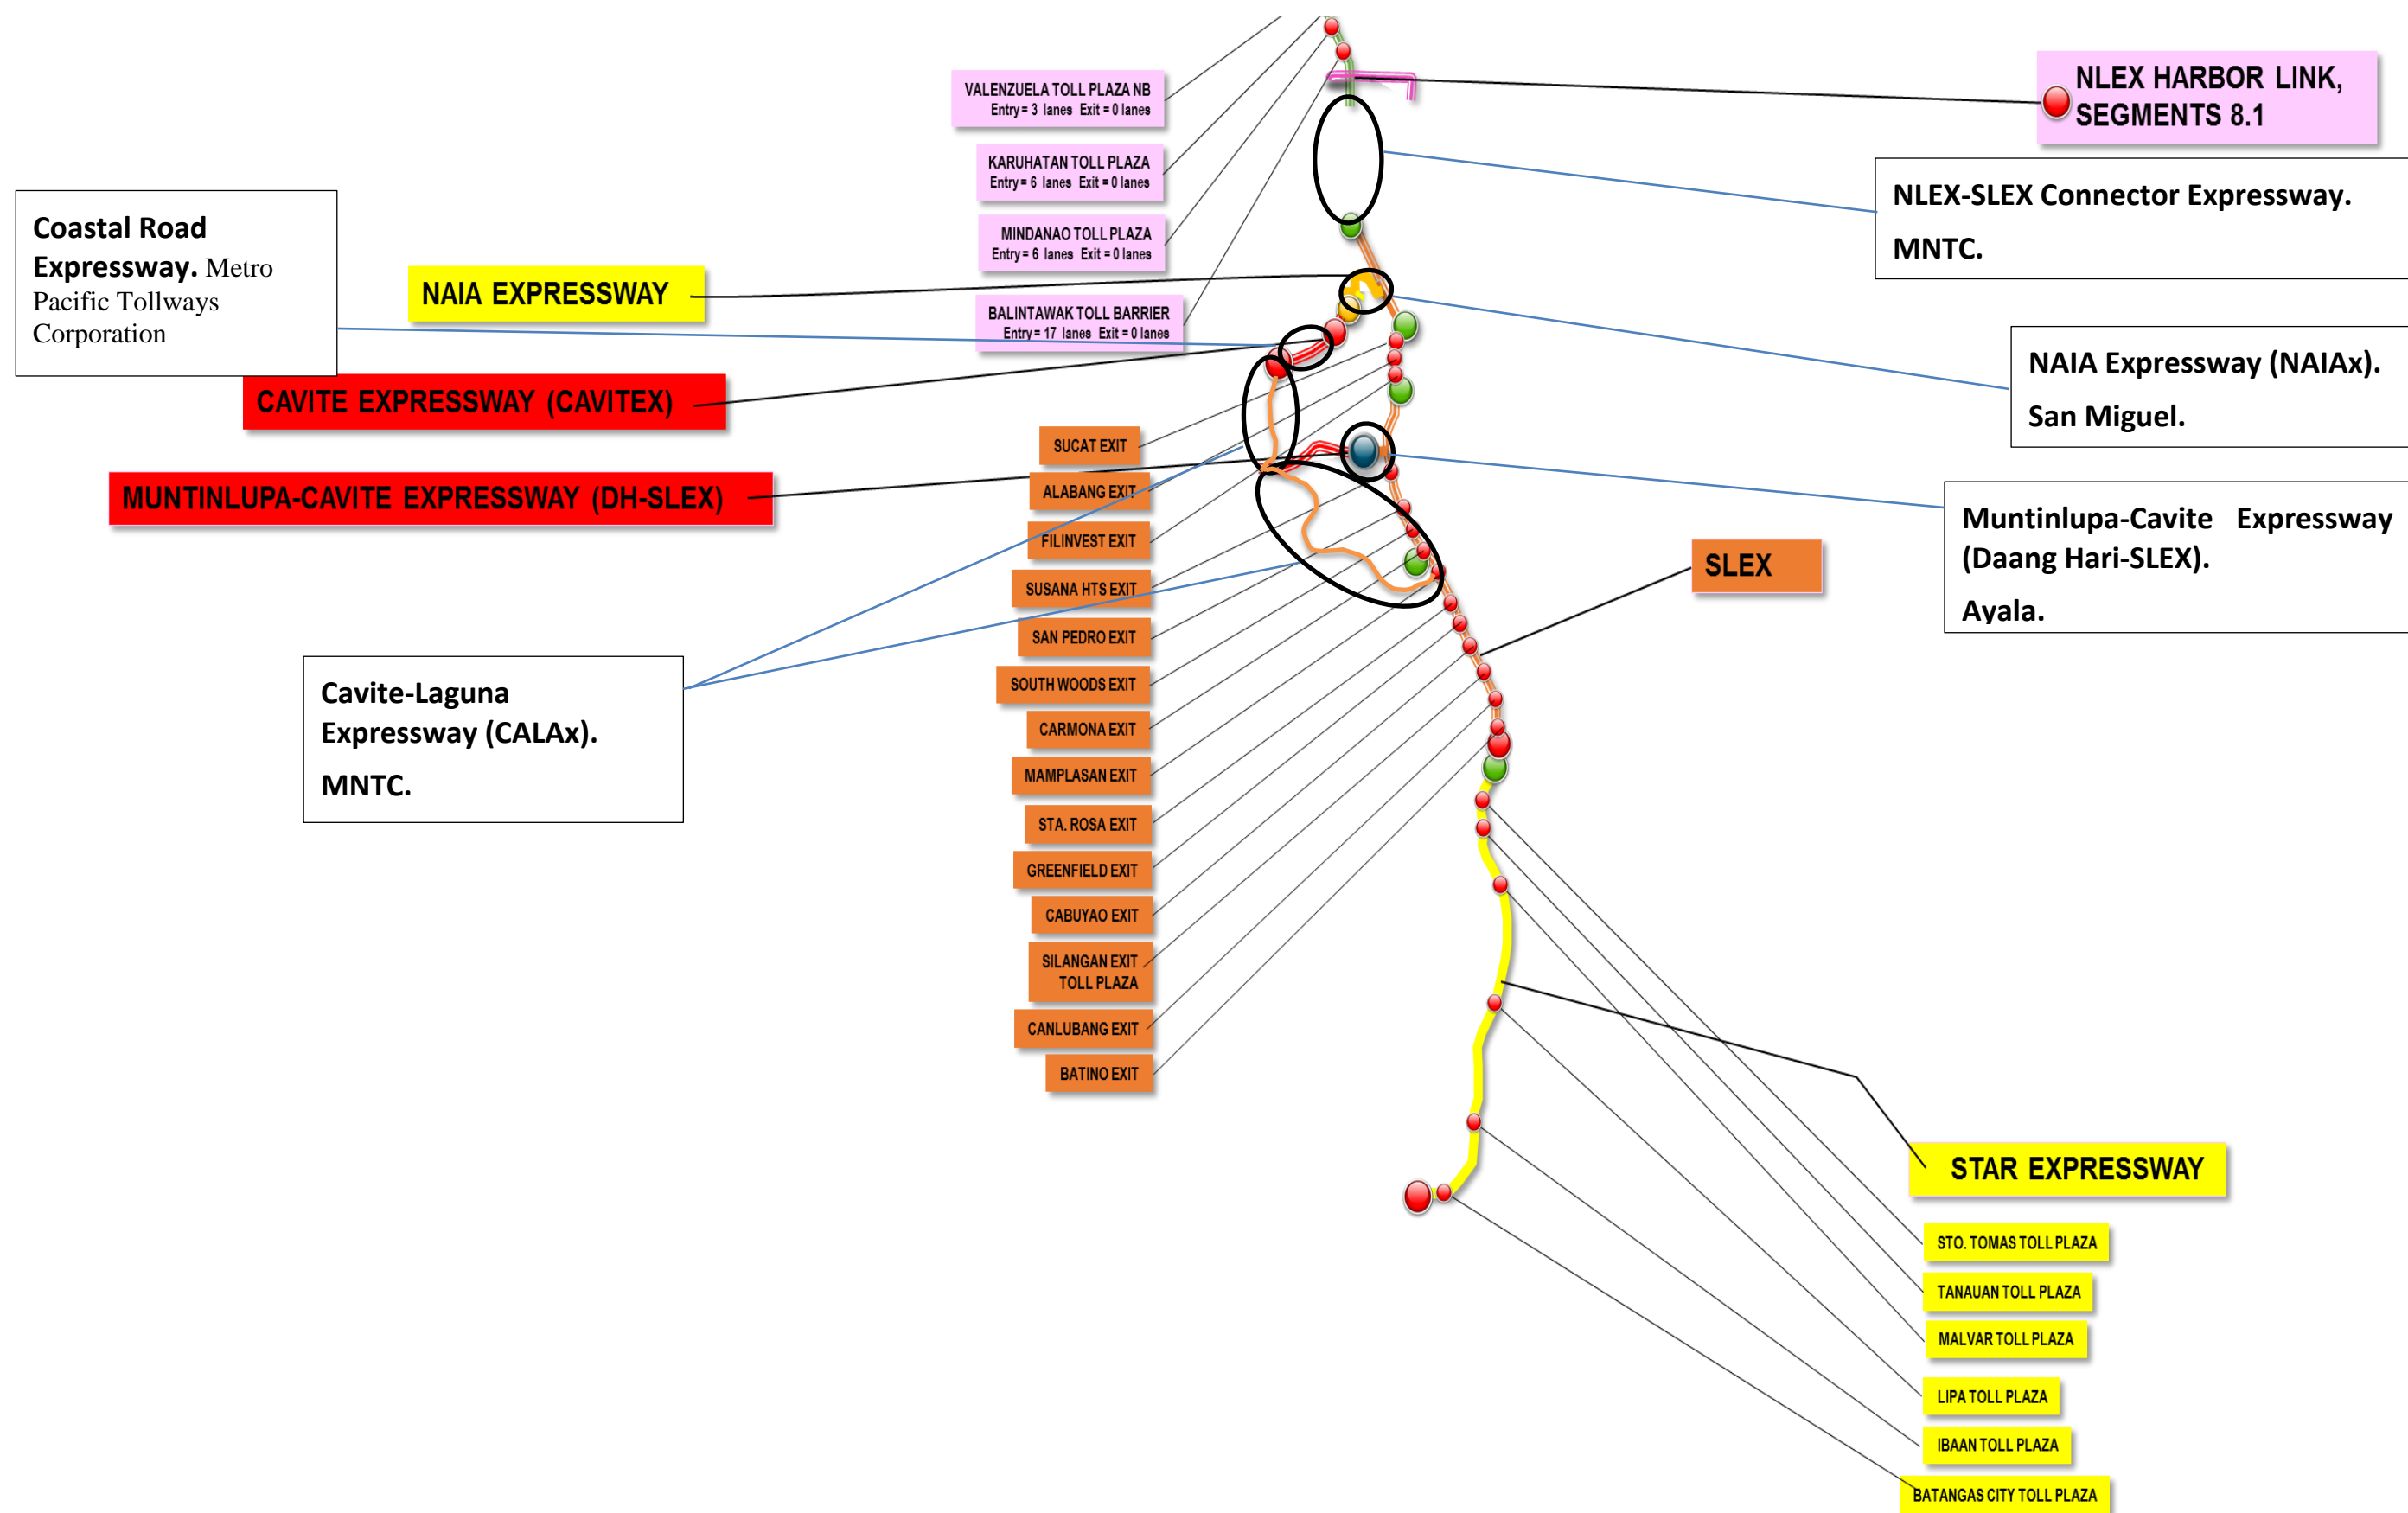 VALENZUELA TOLL PLAZA NB
Entry = 3 lanes Exit = 0 lanes
KARUHATAN TOLL PLAZA
Entry = 6 lanes Exit = 0 lanes
MINDANAO TOLL PLAZA
Entry = 6 lanes Exit = 0 lanes
BALINTAWAK TOLL BARRIER
Entry = 17 lanes Exit = 0 lanes
NLEX HARBOR LINK,
SEGMENTS 8.1
NLEX-SLEX Connector Expressway.
MNTC.
Coastal Road
Expressway. Metro
Pacific Tollways
Corporation
NAIA EXPRESSWAY
CAVITE EXPRESSWAY (CAVITEX)
MUNTINLUPA-CAVITE EXPRESSWAY (DH-SLEX)
NAIA Expressway (NAIAx).
San Miguel.
Muntinlupa-Cavite Expressway
(Daang Hari-SLEX).
Ayala.
SLEX
Cavite-Laguna
Expressway (CALAx).
MNTC.
SUCAT EXIT
ALABANG EXIT
FILINVEST EXIT
SUSANA HTS EXIT
SAN PEDRO EXIT
SOUTH WOODS EXIT
CARMONA EXIT
MAMPLASAN EXIT
STA. ROSA EXIT
GREENFIELD EXIT
CABUYAO EXIT
SILANGAN EXIT
TOLL PLAZA
CANLUBANG EXIT
BATINO EXIT
STAR EXPRESSWAY
STO. TOMAS TOLL PLAZA
TANAUAN TOLL PLAZA
MALVAR TOLL PLAZA
LIPA TOLL PLAZA
IBAAN TOLL PLAZA
BATANGAS CITY TOLL PLAZA